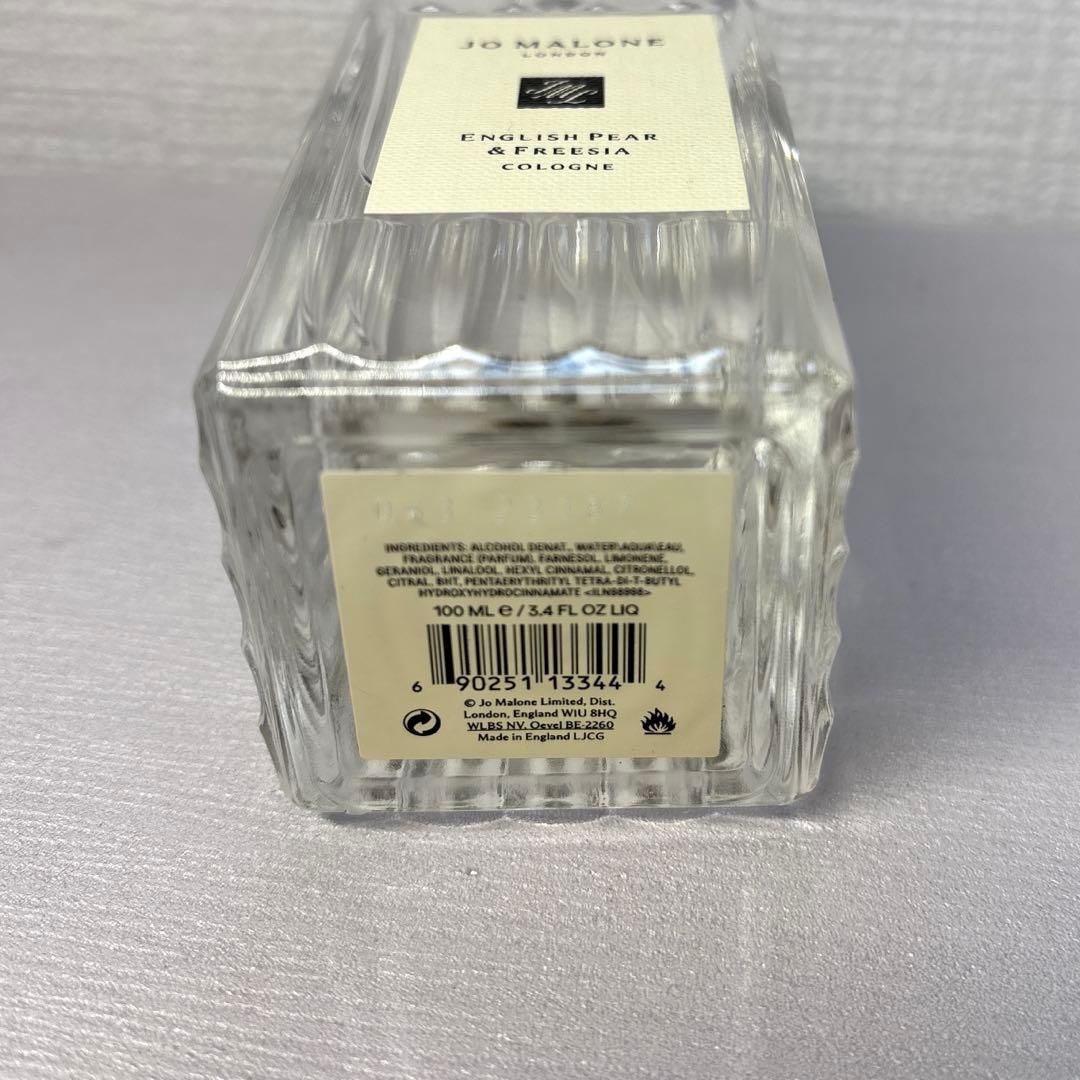 JO MALONE
LONDON
ENGLISH PEAR
& FREESIA
COLOGNE
INGREDIENTS: ALCOHOL DENAT., WATER\AQUA\EAU,
FRAGRANCE (PARFUM), FARNESOL, LIMONENE,
GERANIOL, LINALOOL, HEXYL CINNAMAL, CITRONELLOL,
CITRAL, BHT, PENTAERYTHRITYL TETRA-DI-T-BUTYL
HYDROXYHYDROCINNAMATE
100 ML e / 3.4 FL OZ LIQ
6 90251 13344 4
© Jo Malone Limited, Dist.
London, England W1U 8HQ
WLBS NV, Oevel BE-2260
Made in England LJCG